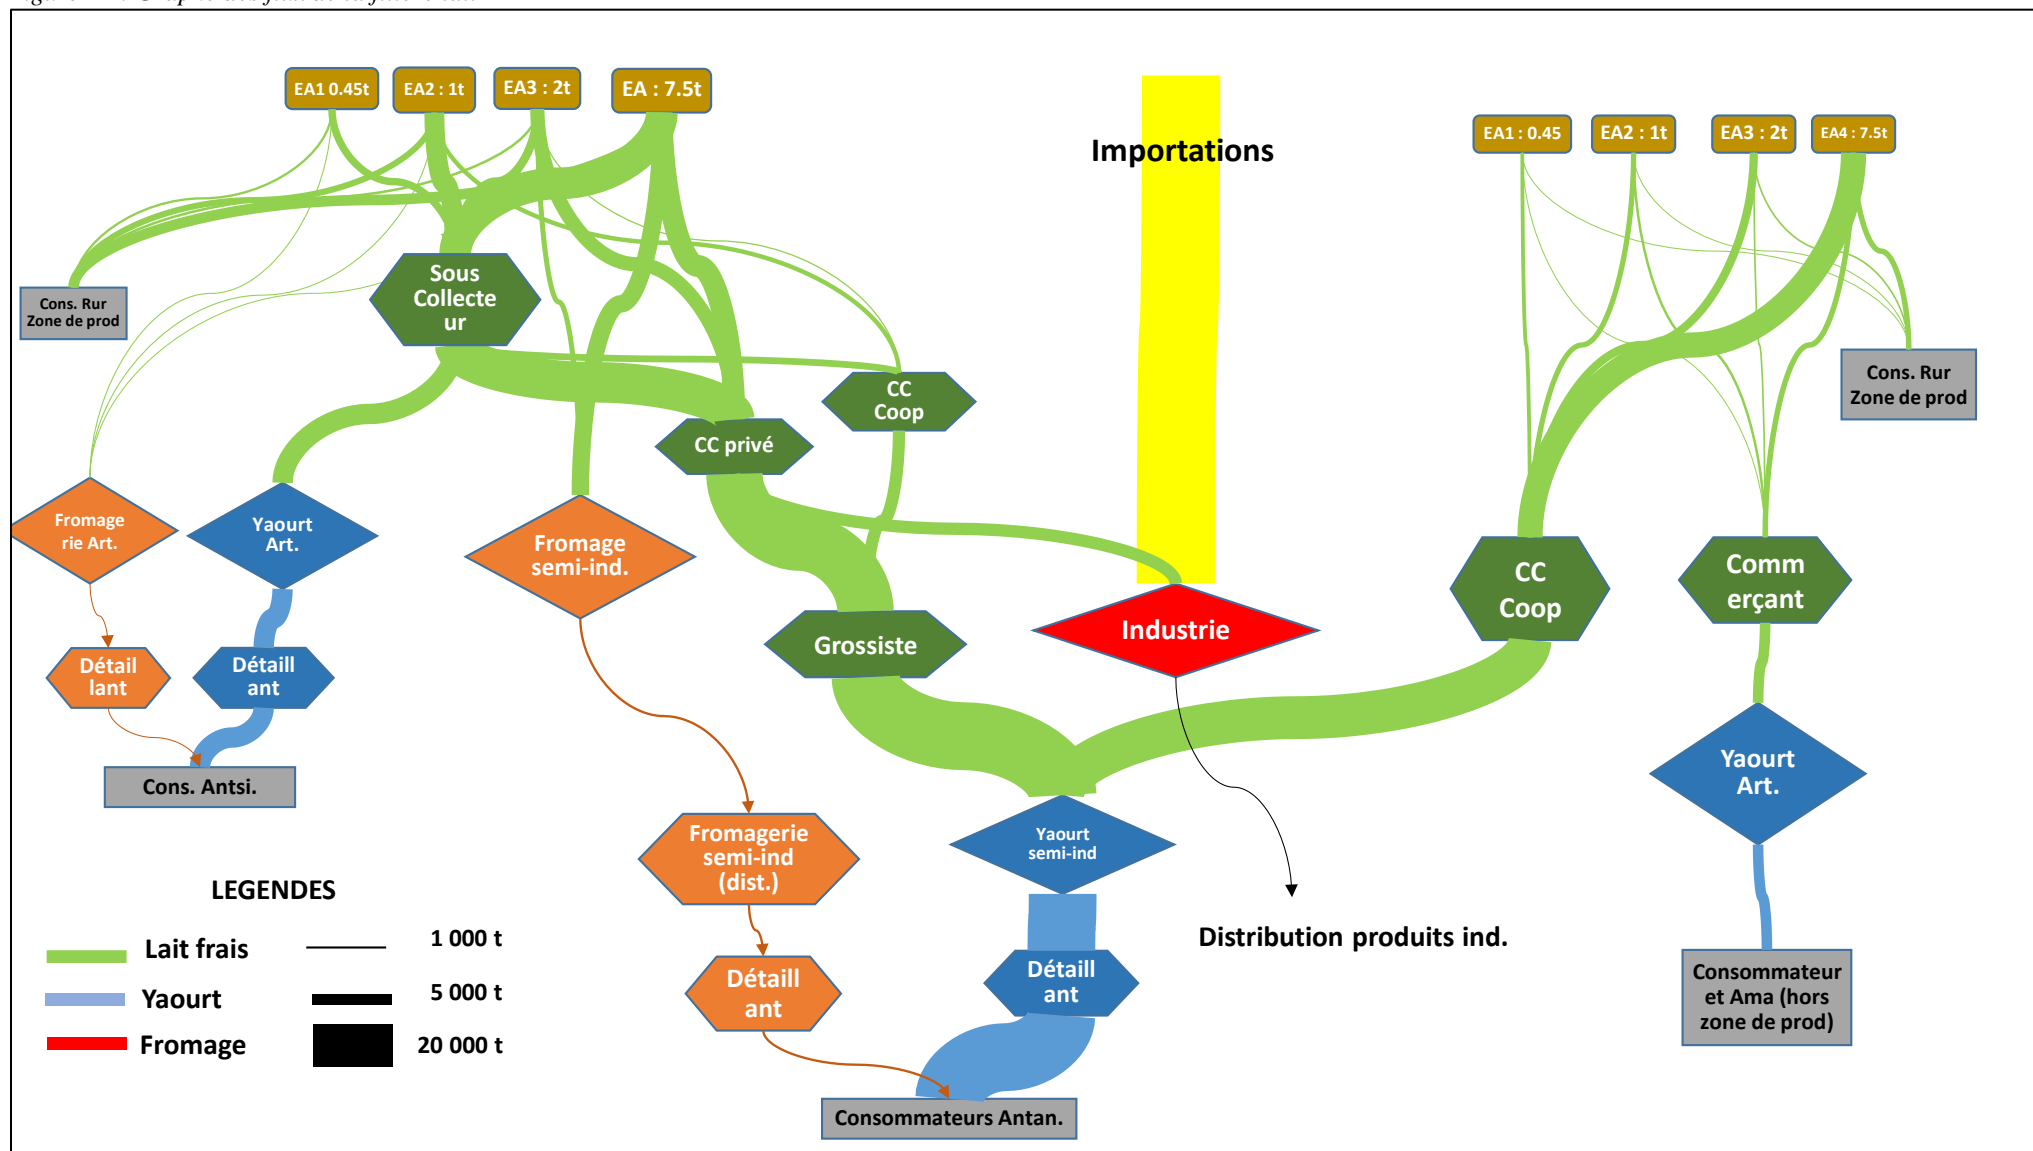 EA1 0.45t
EA2 : 1t
EA3 : 2t
EA : 7.5t
Importations
EA1 : 0.45
EA2 : 1t
EA3 : 2t
EA4 : 7.5t
Cons. Rur
Zone de prod
Sous
Collecte
ur
CC
Coop
CC privé
Cons. Rur
Zone de prod
Fromage
rie Art.
Yaourt
Art.
Fromage
semi-ind.
CC
Coop
Comm
erçant
Industrie
Grossiste
Détail
lant
Détaill
ant
Cons. Antsi.
Yaourt
Art.
Fromagerie
semi-ind
(dist.)
Yaourt
semi-ind
Distribution produits ind.
Détaill
ant
Détaill
ant
Consommateur
et Ama (hors
zone de prod)
Consommateurs Antan.
LEGENDES
Lait frais
1 000 t
Yaourt
5 000 t
Fromage
20 000 t